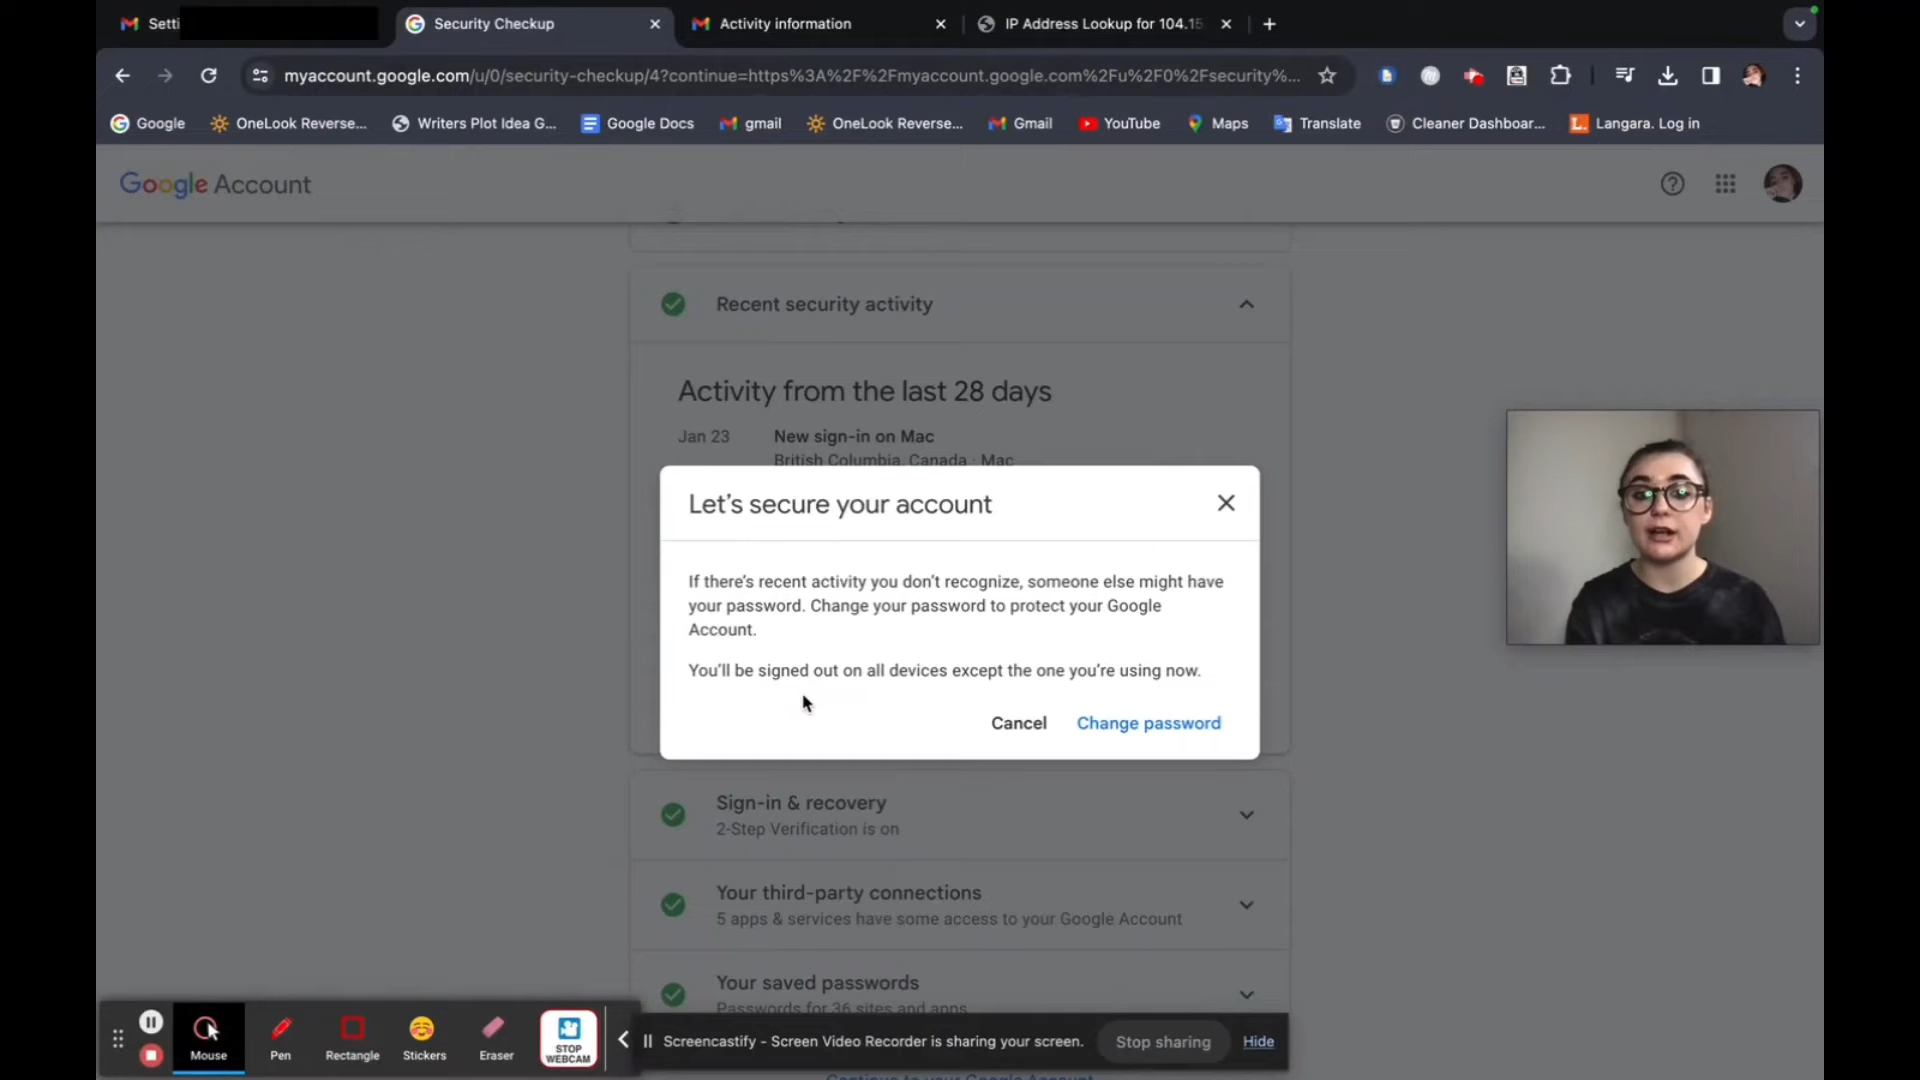 Setti
Security Checkup
Activity information
IP Address Lookup for 104.15
myaccount.google.com/u/0/security-checkup/4?continue=https%3A%2F%2Fmyaccount.google.com%2Fu%2F0%2Fsecurity%...
Google
OneLook Reverse...
Writers Plot Idea G...
Google Docs
gmail
OneLook Reverse...
Gmail
YouTube
Maps
Translate
Cleaner Dashboar...
Langara. Log in
Google Account
Recent security activity
Activity from the last 28 days
Jan 23
New sign-in on Mac
British Columbia, Canada · Mac
Let's secure your account
If there's recent activity you don't recognize, someone else might have
your password. Change your password to protect your Google
Account.
You'll be signed out on all devices except the one you're using now.
Cancel
Change password
Sign-in & recovery
2-Step Verification is on
Your third-party connections
5 apps & services have some access to your Google Account
Your saved passwords
Passwords for 36 sites and apps
Mouse
Pen
Rectangle
Stickers
Eraser
STOP
WEBCAM
Screencastify - Screen Video Recorder is sharing your screen.
Stop sharing
Hide
Continue to your Google Account